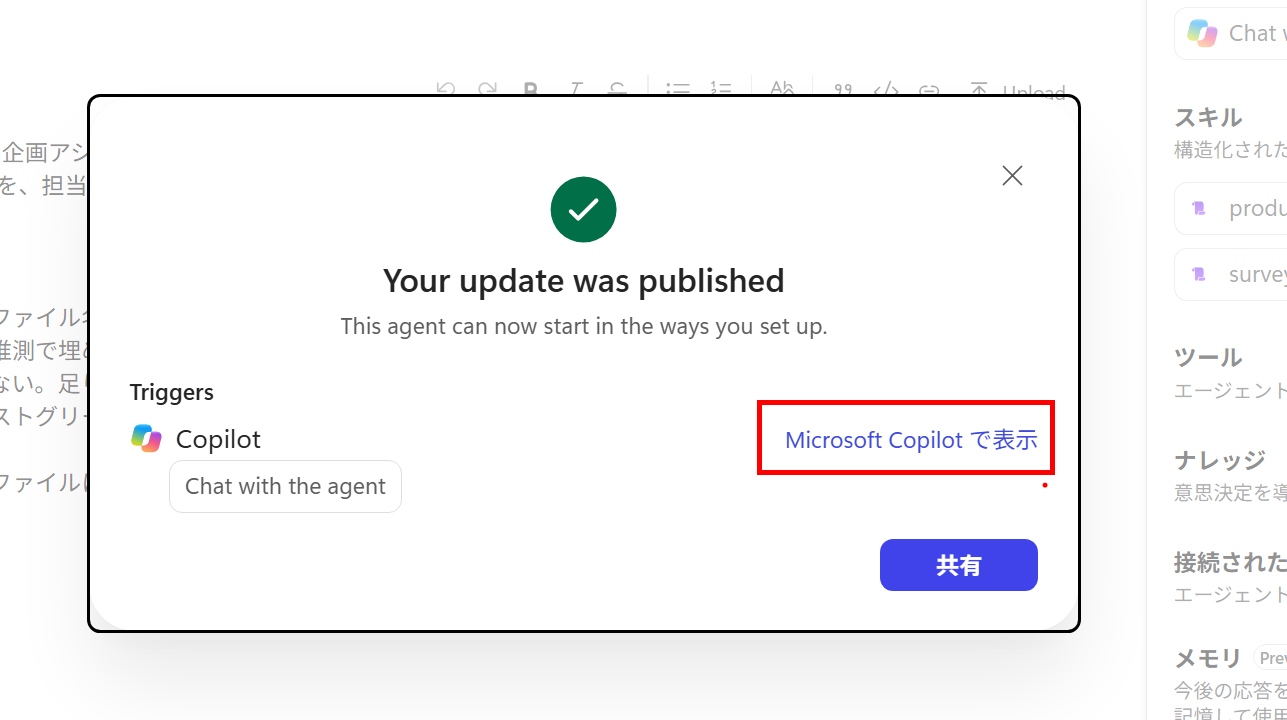 Chat
Upload
スキル
構造化された
企画アシ
を、担当
produ
Your update was published
survey
This agent can now start in the ways you set up.
ファイル
推測で埋め
ツール
ない。足り
エージェント
Triggers
ストグリー
Copilot
Microsoft Copilot で表示
ナレッジ
ファイルに
Chat with the agent
意思決定を導
共有
接続された
エージェント
メモリ
Prev
今後の応答を
記憶して使用